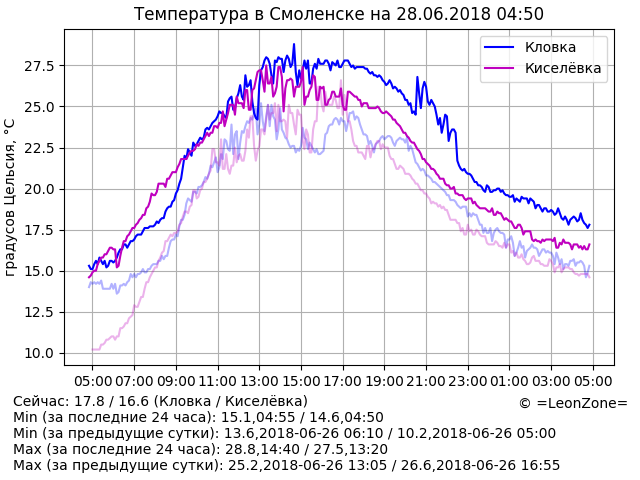 Температура в Смоленске на 28.06.2018 04:50
Кловка
Киселёвка
градусов Цельсия, °C
27.5
25.0
22.5
20.0
17.5
15.0
12.5
10.0
05:00 07:00 09:00 11:00 13:00 15:00 17:00 19:00 21:00 23:00 01:00 03:00 05:00
Сейчас: 17.8 / 16.6 (Кловка / Киселёвка)
© =LeonZone=
Min (за последние 24 часа): 15.1,04:55 / 14.6,04:50
Min (за предыдущие сутки): 13.6,2018-06-26 06:10 / 10.2,2018-06-26 05:00
Max (за последние 24 часа): 28.8,14:40 / 27.5,13:20
Max (за предыдущие сутки): 25.2,2018-06-26 13:05 / 26.6,2018-06-26 16:55